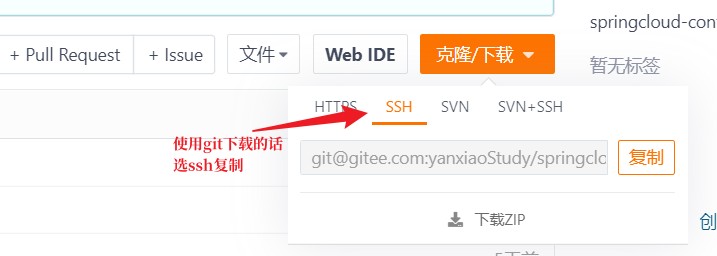 springcloud-con
+ Pull Request
+ Issue
文件
Web IDE
克隆/下载
暂无标签
HTTPS
SSH
SVN
SVN+SSH
使用git下载的话
选ssh复制
git@gitee.com:yanxiaoStudy/springclo
复制
下载ZIP
创